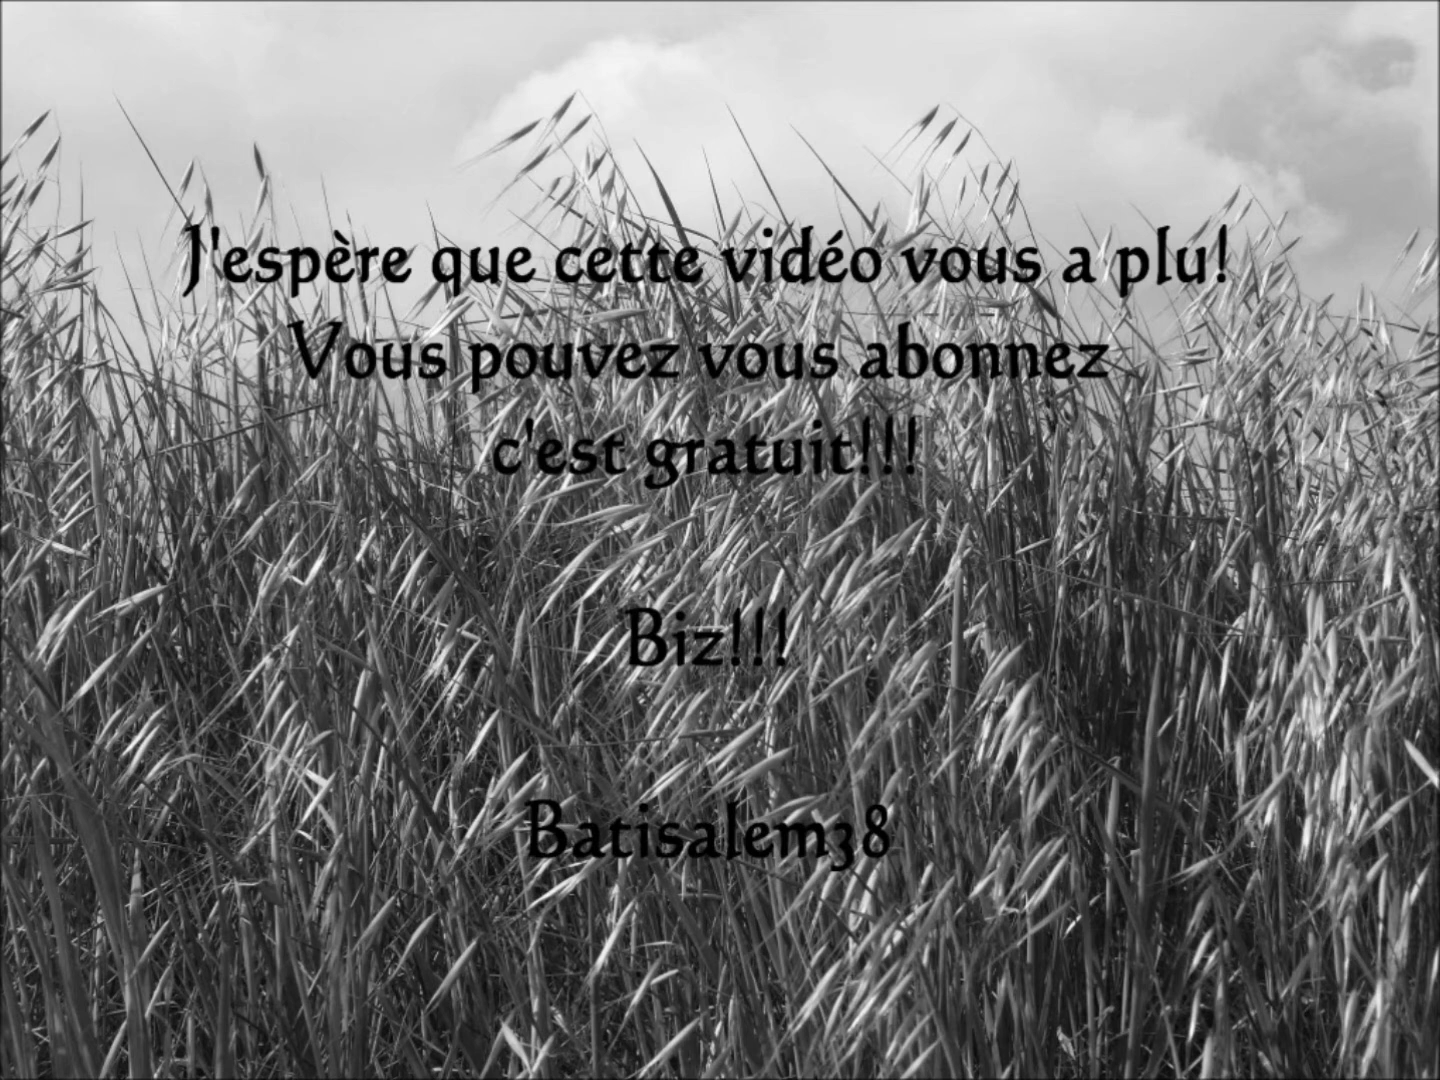 J'espère que cette vidéo vous a plu!
Vous pouvez vous abonnez
c'est gratuit!!!
Biz!!!
Batisalem38